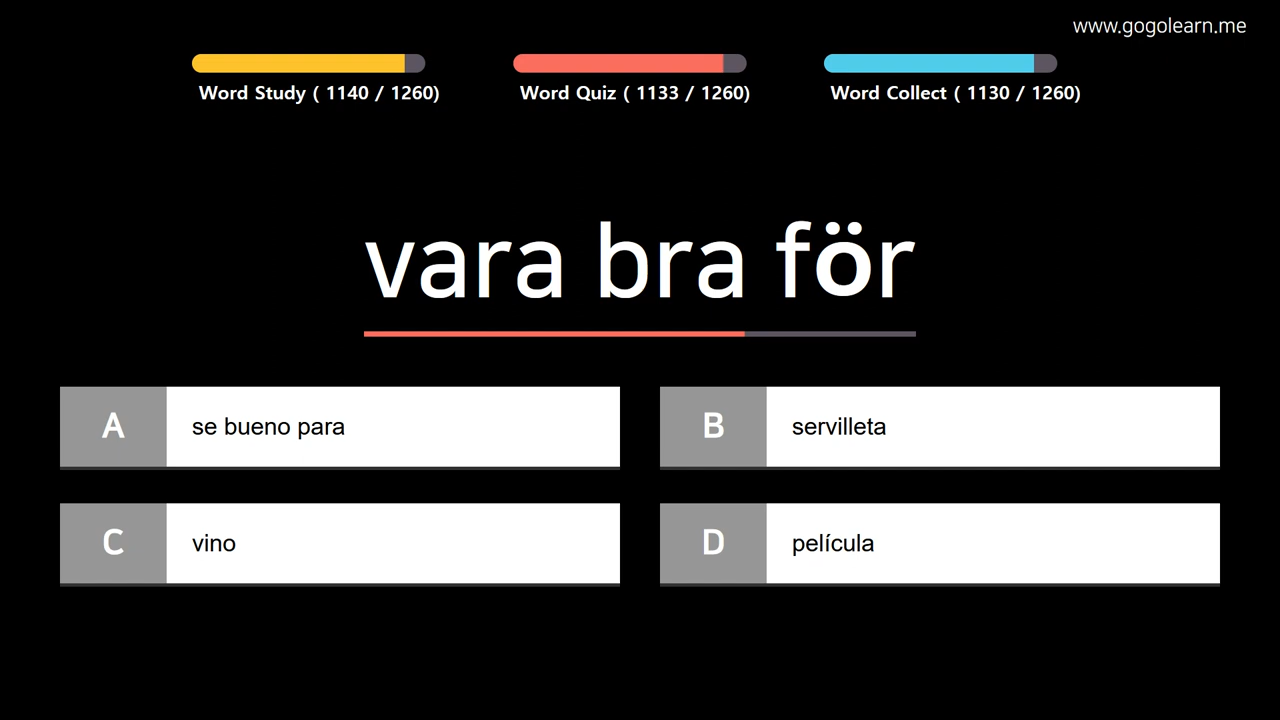 www.gogolearn.me
Word Study ( 1140 / 1260)
Word Quiz ( 1133 / 1260)
Word Collect ( 1130 / 1260)
vara bra för
A se bueno para
B servilleta
C vino
D película